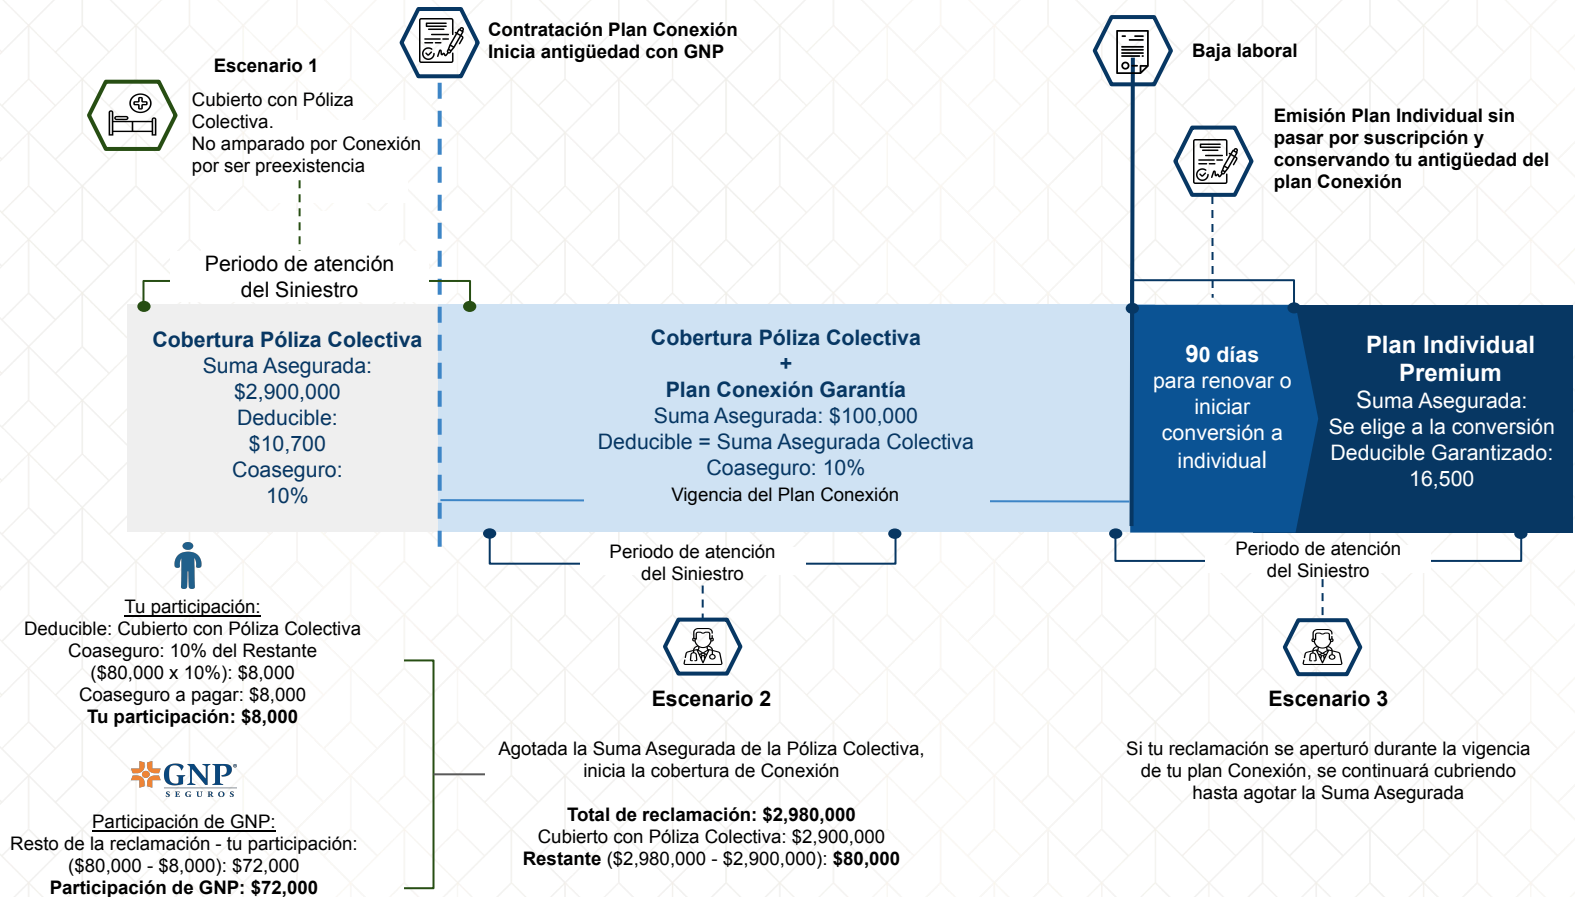 Contratación Plan Conexión
Inicia antigüedad con GNP
Baja laboral
Escenario 1
Cubierto con Póliza
Colectiva.
No amparado por Conexión
por ser preexistencia
Emisión Plan Individual sin
pasar por suscripción y
conservando tu antigüedad del
plan Conexión
Periodo de atención
del Siniestro
Cobertura Póliza Colectiva
Suma Asegurada:
$2,900,000
Deducible:
$10,700
Coaseguro:
10%
Cobertura Póliza Colectiva
+
Plan Conexión Garantía
Suma Asegurada: $100,000
Deducible = Suma Asegurada Colectiva
Coaseguro: 10%
Vigencia del Plan Conexión
90 días
para renovar o
iniciar
conversión a
individual
Plan Individual
Premium
Suma Asegurada:
Se elige a la conversión
Deducible Garantizado:
16,500
Tu participación:
Deducible: Cubierto con Póliza Colectiva
Coaseguro: 10% del Restante
($80,000 x 10%): $8,000
Coaseguro a pagar: $8,000
Tu participación: $8,000
GNP
SEGUROS
Participación de GNP:
Resto de la reclamación - tu participación:
($80,000 - $8,000): $72,000
Participación de GNP: $72,000
Periodo de atención
del Siniestro
Escenario 2
Agotada la Suma Asegurada de la Póliza Colectiva,
inicia la cobertura de Conexión
Total de reclamación: $2,980,000
Cubierto con Póliza Colectiva: $2,900,000
Restante ($2,980,000 - $2,900,000): $80,000
Periodo de atención
del Siniestro
Escenario 3
Si tu reclamación se aperturó durante la vigencia
de tu plan Conexión, se continuará cubriendo
hasta agotar la Suma Asegurada